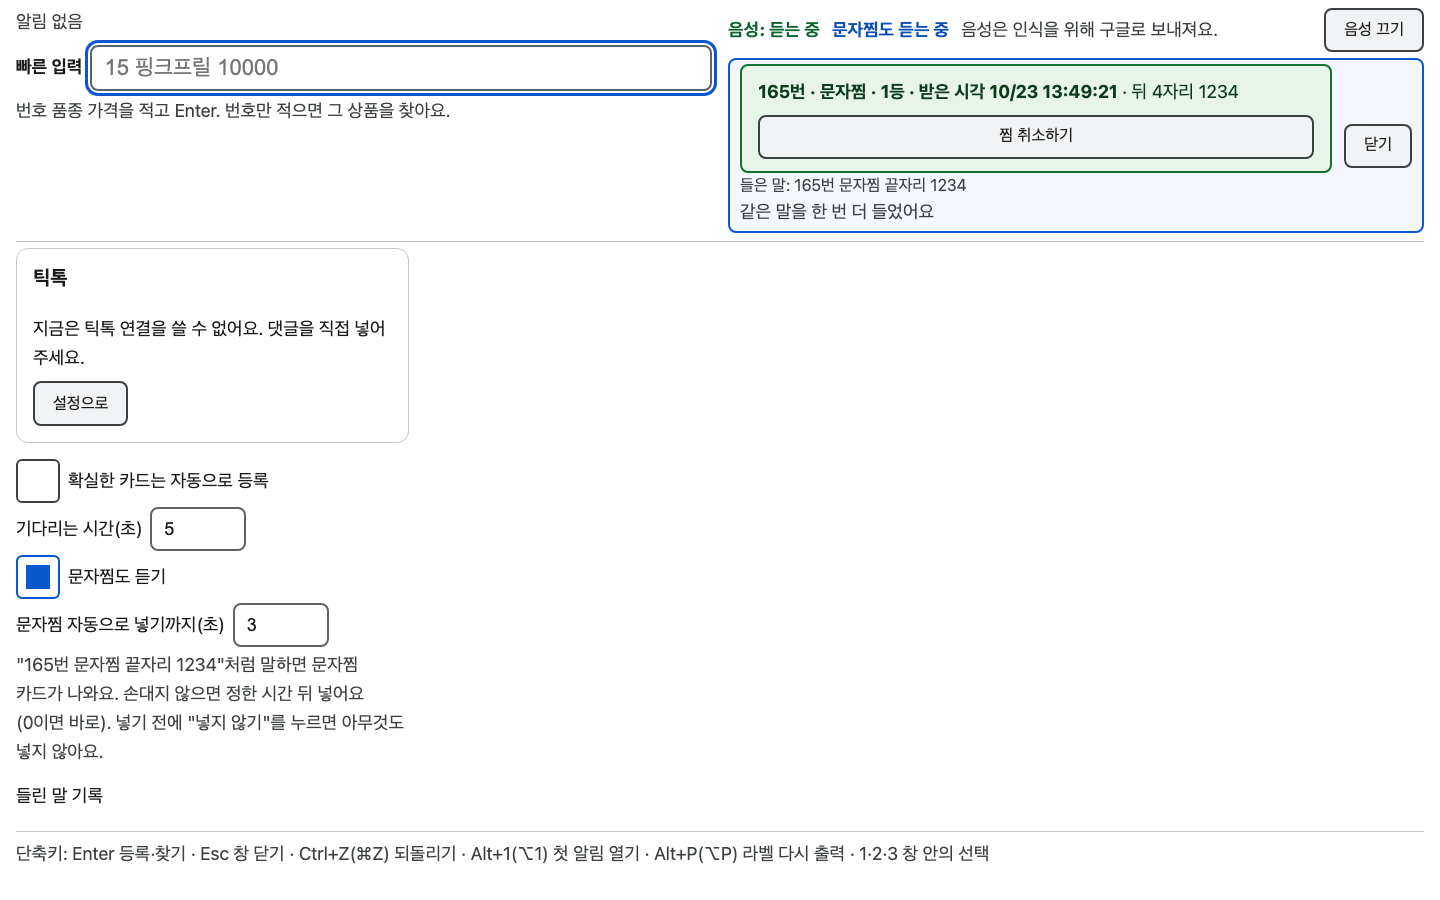 알림 없음
빠른 입력
15 핑크프릴 10000
번호 품종 가격을 적고 Enter. 번호만 적으면 그 상품을 찾아요.
음성: 듣는 중 문자찜도 듣는 중 음성은 인식을 위해 구글로 보내져요.
음성 끄기
165번 · 문자찜 · 1등 · 받은 시각 10/23 13:49:21 · 뒤 4자리 1234
찜 취소하기
닫기
들은 말: 165번 문자찜 끝자리 1234
같은 말을 한 번 더 들었어요
틱톡
지금은 틱톡 연결을 쓸 수 없어요. 댓글을 직접 넣어
주세요.
설정으로
확실한 카드는 자동으로 등록
기다리는 시간(초) 5
문자찜도 듣기
문자찜 자동으로 넣기까지(초) 3
"165번 문자찜 끝자리 1234"처럼 말하면 문자찜
카드가 나와요. 손대지 않으면 정한 시간 뒤 넣어요
(0이면 바로). 넣기 전에 "넣지 않기"를 누르면 아무것도
넣지 않아요.
들린 말 기록
단축키: Enter 등록·찾기 · Esc 창 닫기 · Ctrl+Z(⌘Z) 되돌리기 · Alt+1(⌥1) 첫 알림 열기 · Alt+P(⌥P) 라벨 다시 출력 · 1·2·3 창 안의 선택